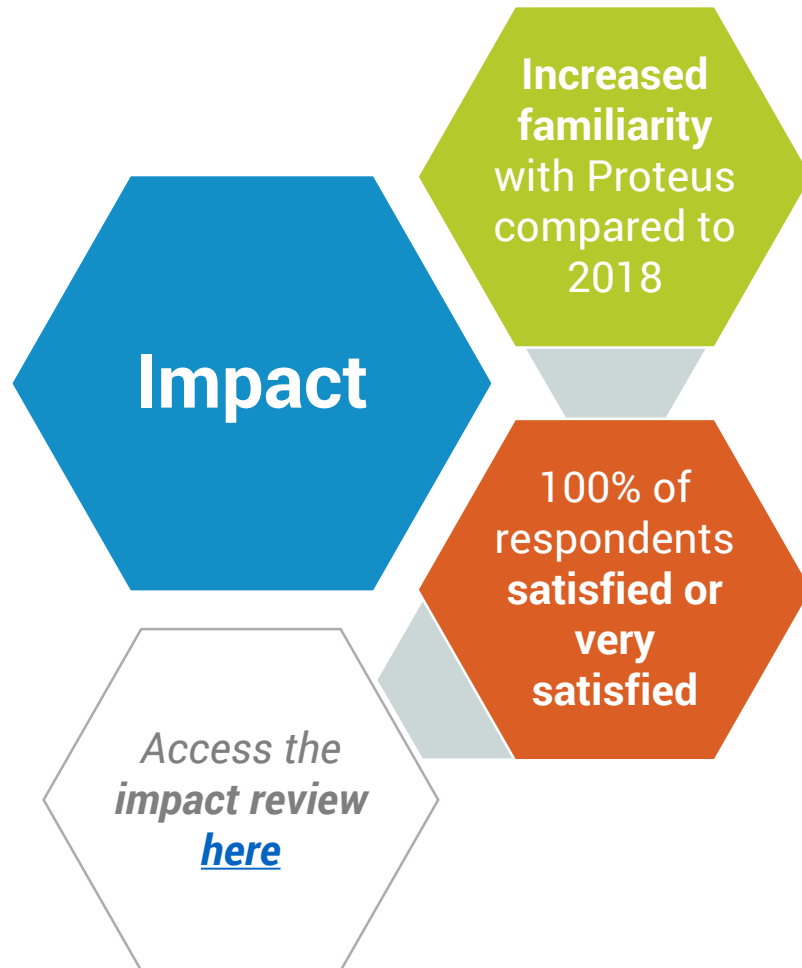 Increased
familiarity
with Proteus
compared to
2018
Impact
100% of
respondents
satisfied or
very
satisfied
Access the
impact review
here